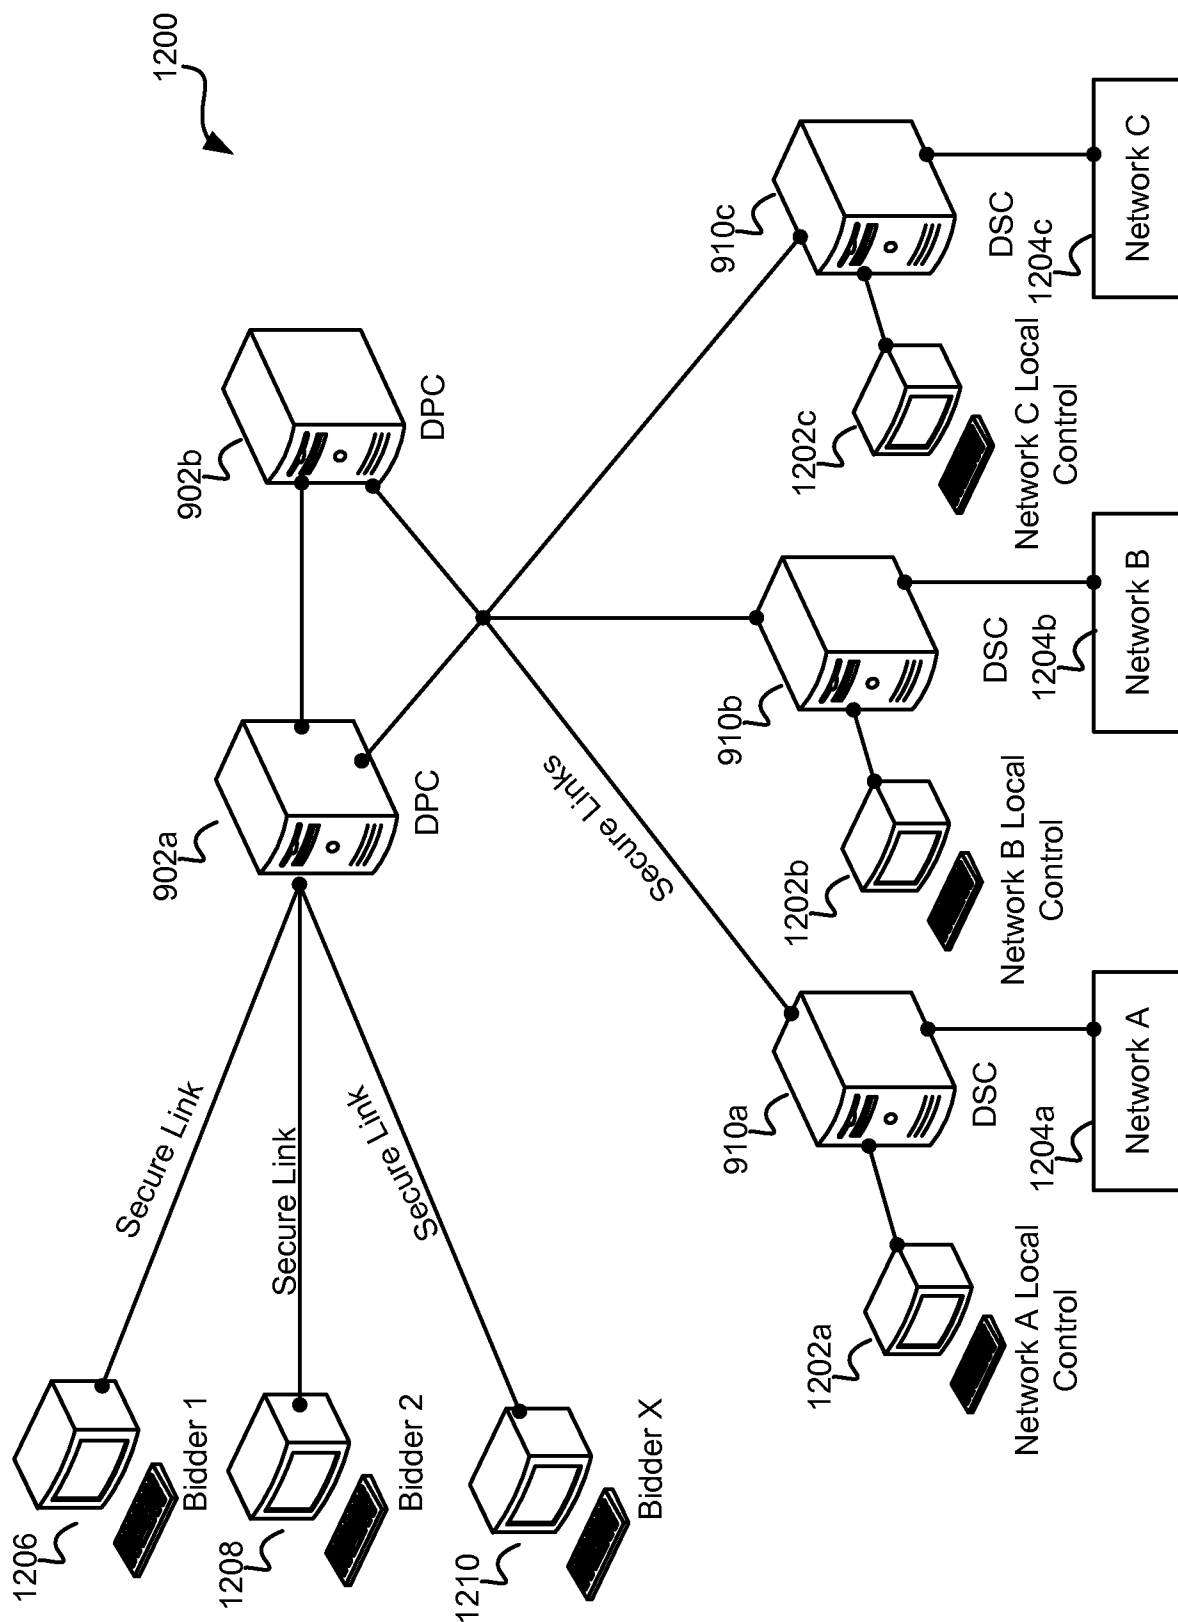 1200
1206
Bidder 1
Secure Link
1208
Bidder 2
Secure Link
1210
Bidder X
Secure Link
902a
DPC
902b
DPC
Secure Links
910a
DSC
1202a
Network A Local
Control
1204a
Network A
910b
DSC
1202b
Network B Local
Control
1204b
Network B
910c
DSC
1202c
Network C Local
Control
1204c
Network C